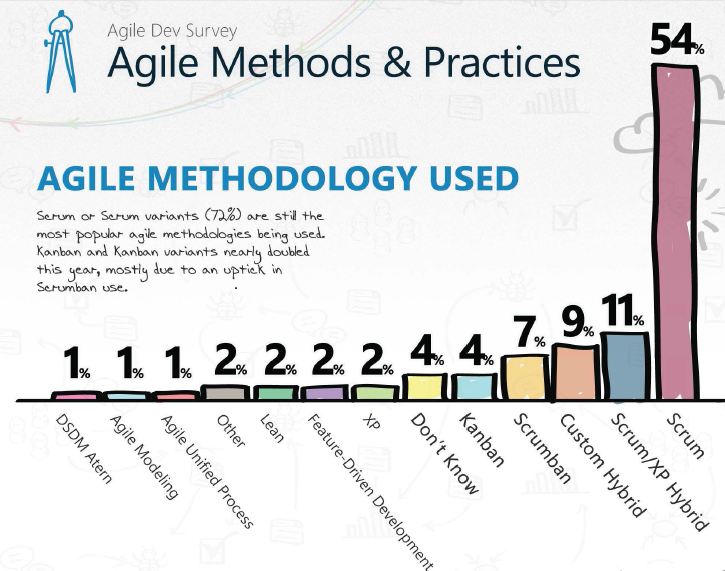 Agile Dev Survey
Agile Methods & Practices
AGILE METHODOLOGY USED
Scrum or Scrum variants (72%) are still the
most popular agile methodologies being used.
Kanban and Kanban variants nearly doubled
this year, mostly due to an uptick in
Scrumban use.
1%
1%
1%
2%
2%
2%
2%
4%
4%
7%
9%
11%
54%
DSDM Atern
Agile Modeling
Agile Unified Process
Other
Lean
Feature-Driven Development
XP
Don't Know
Kanban
Scrumban
Custom Hybrid
Scrum/XP Hybrid
Scrum